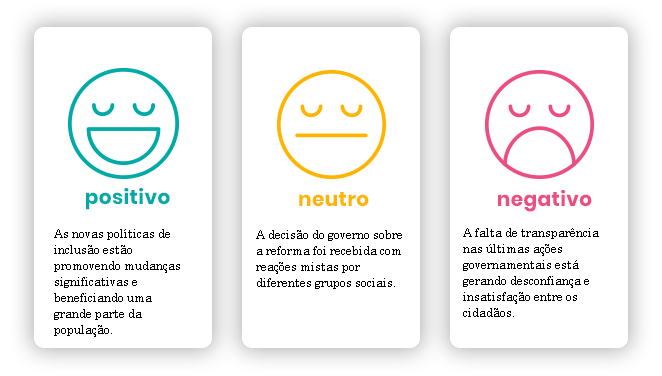 positivo
As novas políticas de
inclusão estão
promovendo mudanças
significativas e
beneficiando uma
grande parte da
população.
neutro
A decisão do governo sobre
a reforma foi recebida com
reações mistas por
diferentes grupos sociais.
negativo
A falta de transparência
nas últimas ações
governamentais está
gerando desconfiança e
insatisfação entre os
cidadãos.